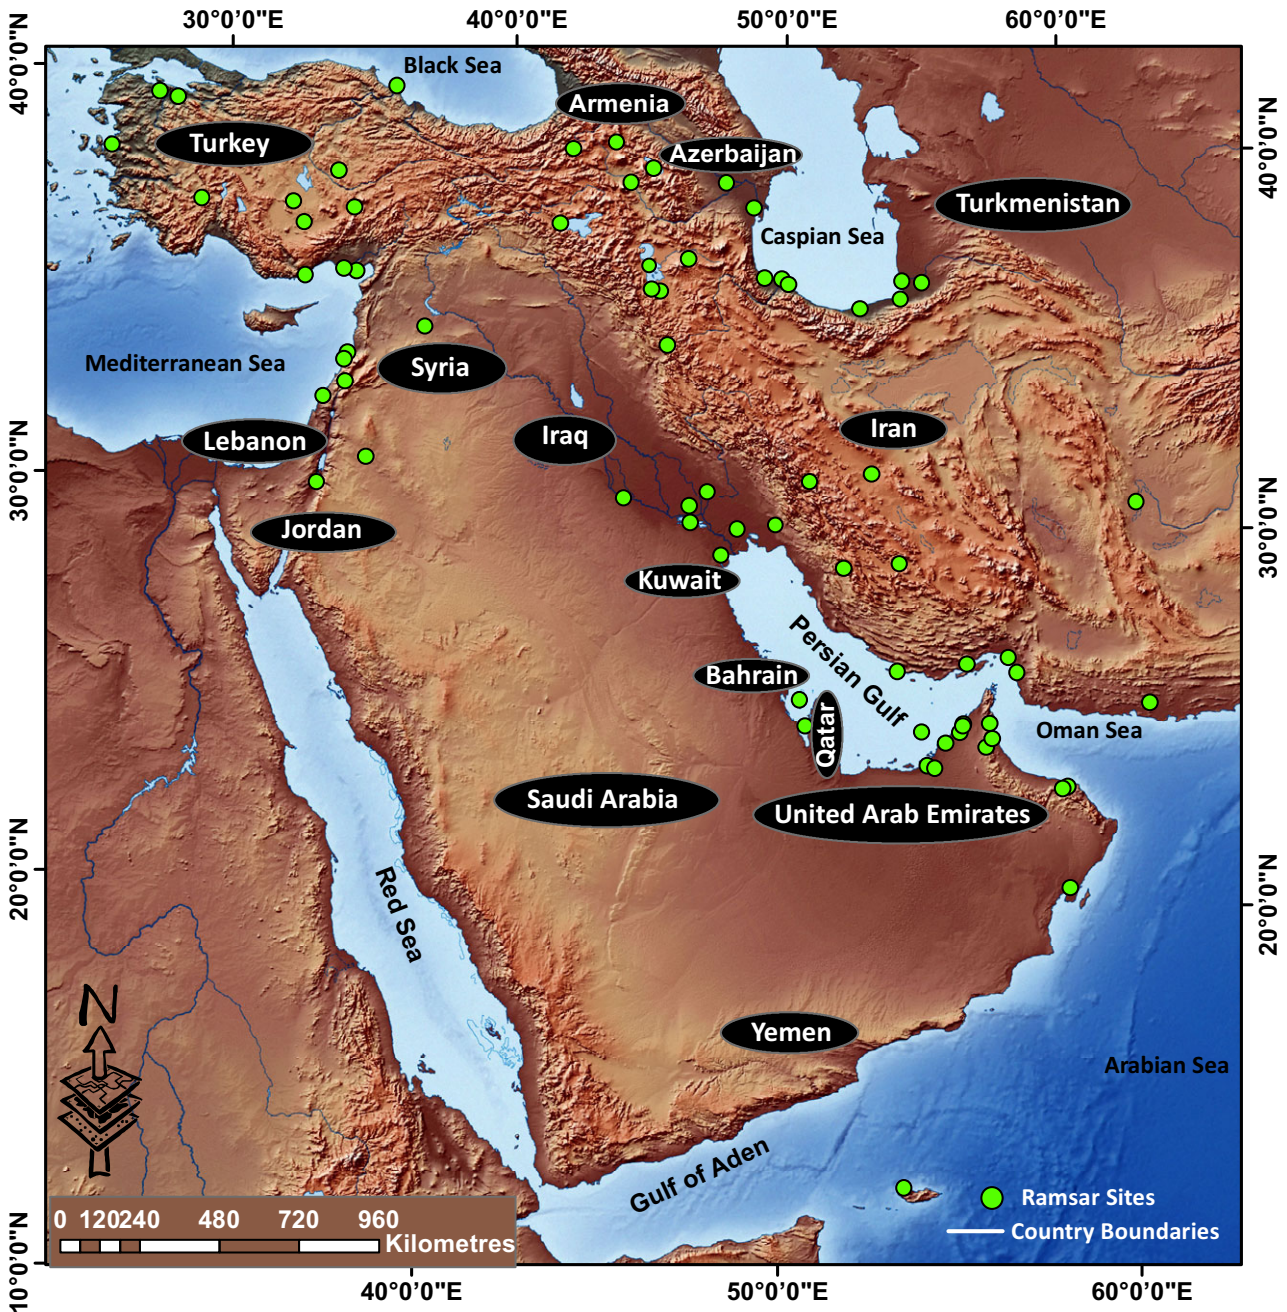 30°0’0"E 40°0’0"E 50°0’0"E 60°0’0"E
40°0’0"N
40°0’0"N
Black Sea
Armenia
Turkey
Azerbaijan
Turkmenistan
Caspian Sea
Mediterranean Sea
Syria
Iran
Iraq
Lebanon
30°0’0"N
30°0’0"N
Jordan
Kuwait
Persian Gulf
Bahrain
Qatar
Oman Sea
Saudi Arabia
United Arab Emirates
20°0’0"N
20°0’0"N
Red Sea
N
Yemen
Arabian Sea
Gulf of Aden
Ramsar Sites
Country Boundaries
0 120 240 480 720 960
Kilometres
10°0’0"N
40°0’0"E 50°0’0"E 60°0’0"E